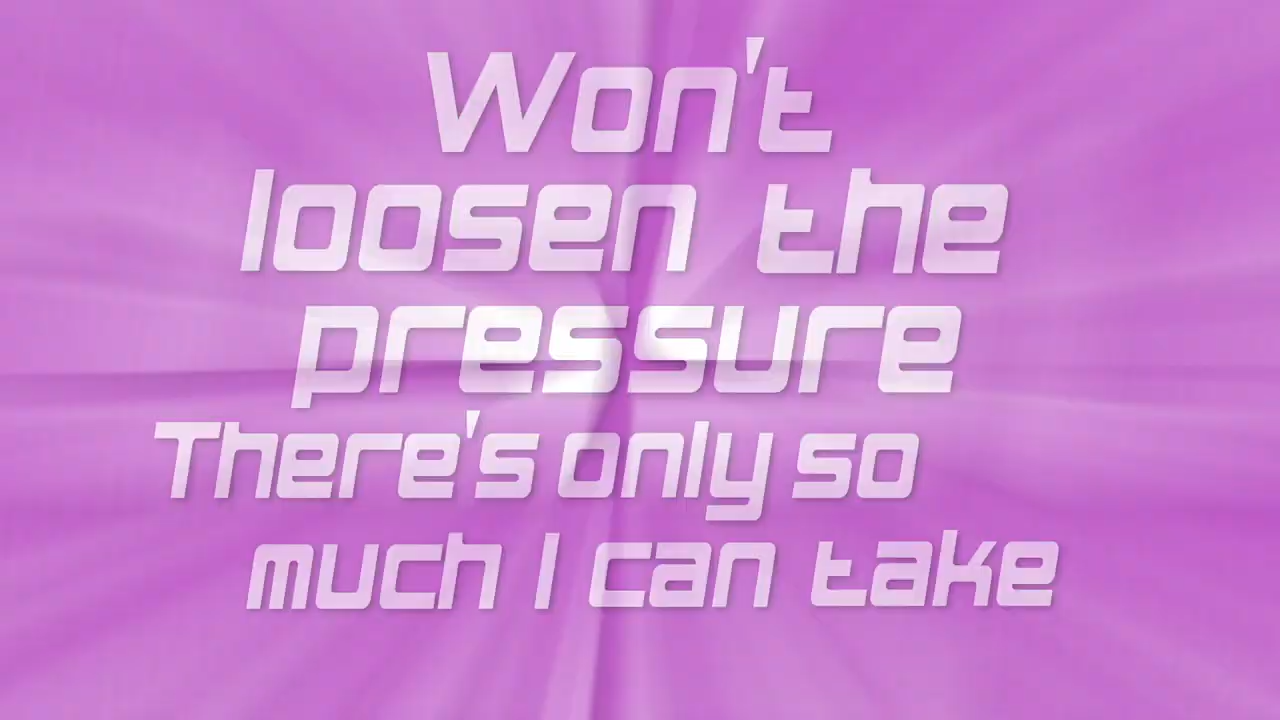 Won't
loosen the
pressure
There's only so
much I can take